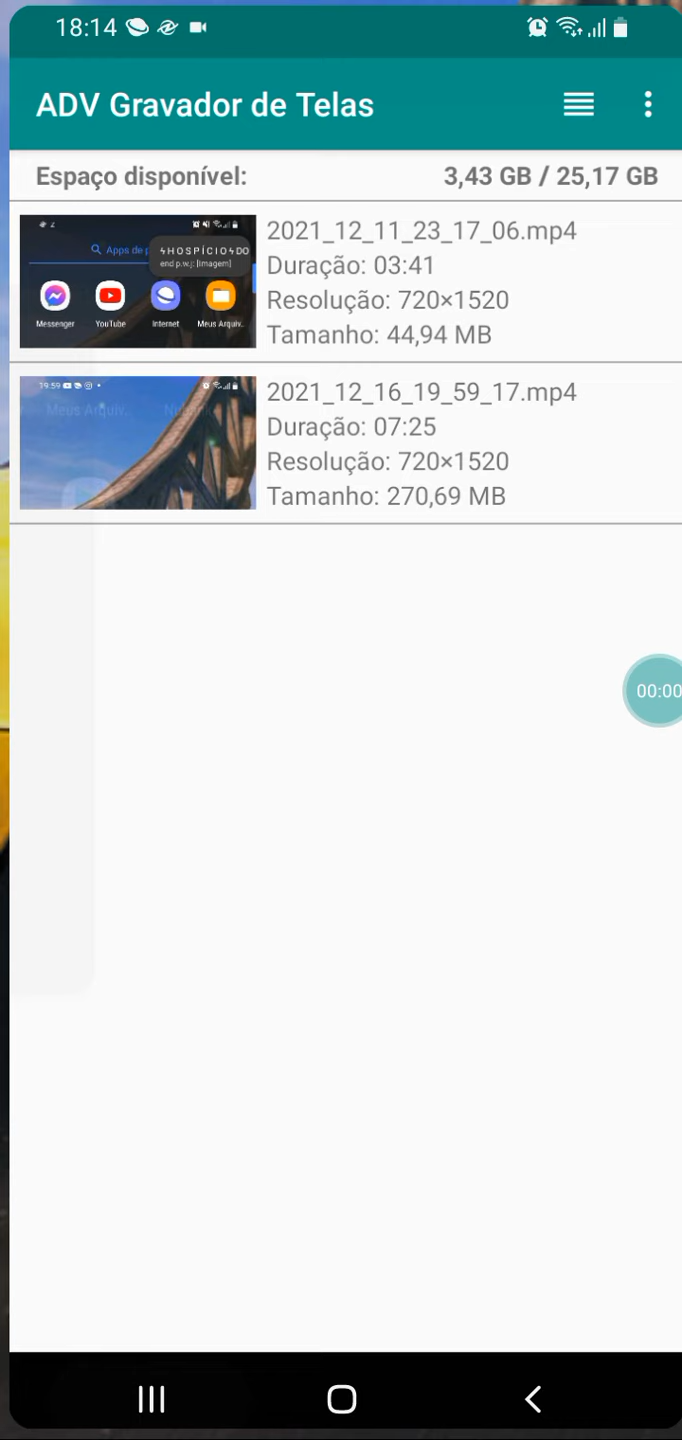 18:14
ADV Gravador de Telas
Espaço disponível: 3,43 GB / 25,17 GB
Apps de p
ϟHOSPÍCIOϟDO
end p.w.j: [Imagem]
Messenger YouTube Internet Meus Arquiv..
2021_12_11_23_17_06.mp4
Duração: 03:41
Resolução: 720×1520
Tamanho: 44,94 MB
19:59
Meus Arquiv..
2021_12_16_19_59_17.mp4
Duração: 07:25
Resolução: 720×1520
Tamanho: 270,69 MB
00:00